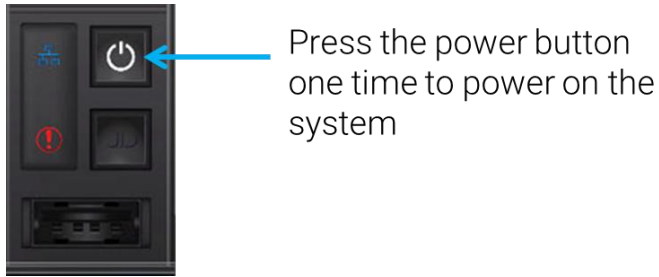 Press the power button
one time to power on the
system